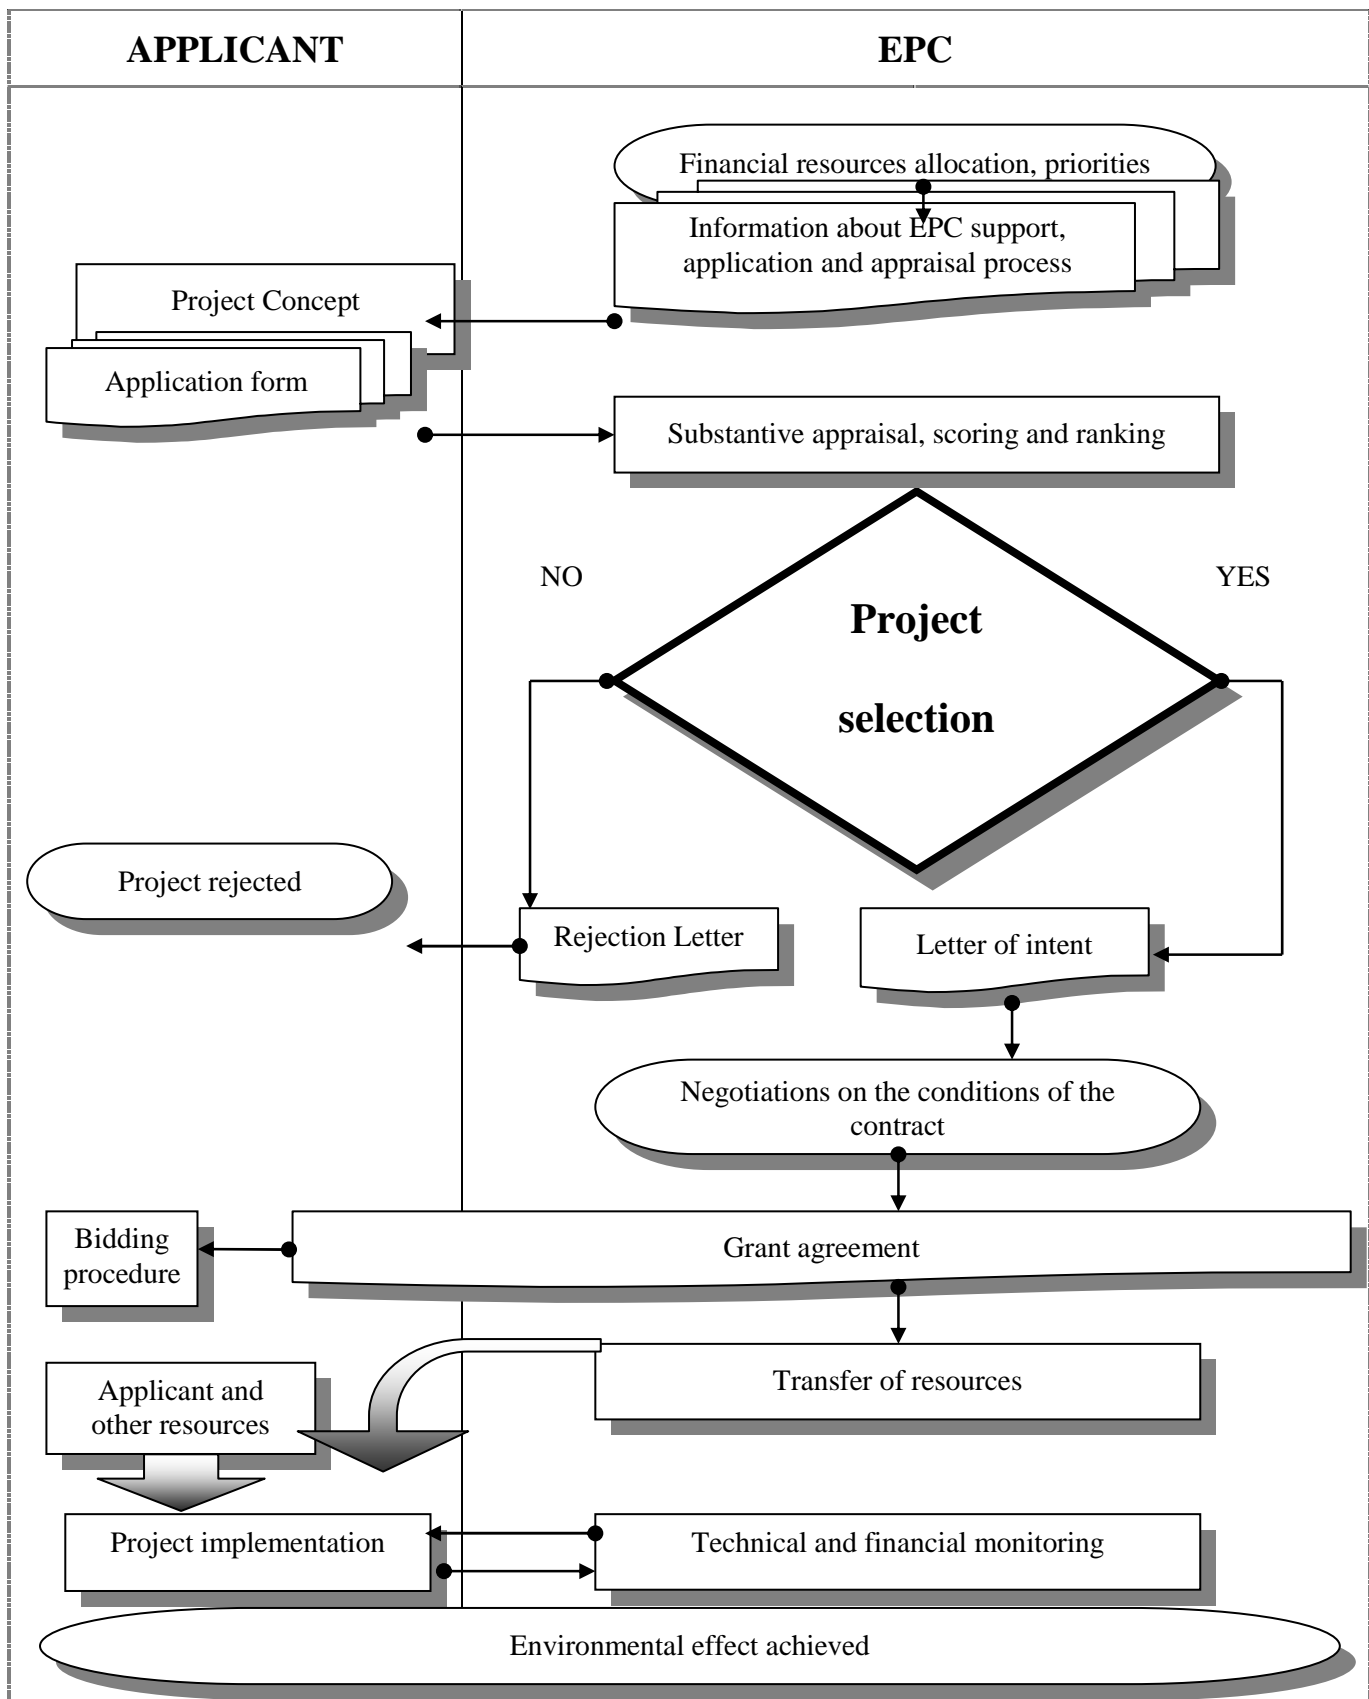 APPLICANT
EPC
Financial resources allocation, priorities
Information about EPC support,
application and appraisal process
Project Concept
Application form
Substantive appraisal, scoring and ranking
NO
YES
Project
selection
Project rejected
Rejection Letter
Letter of intent
Negotiations on the conditions of the
contract
Bidding
procedure
Grant agreement
Applicant and
other resources
Transfer of resources
Project implementation
Technical and financial monitoring
Environmental effect achieved